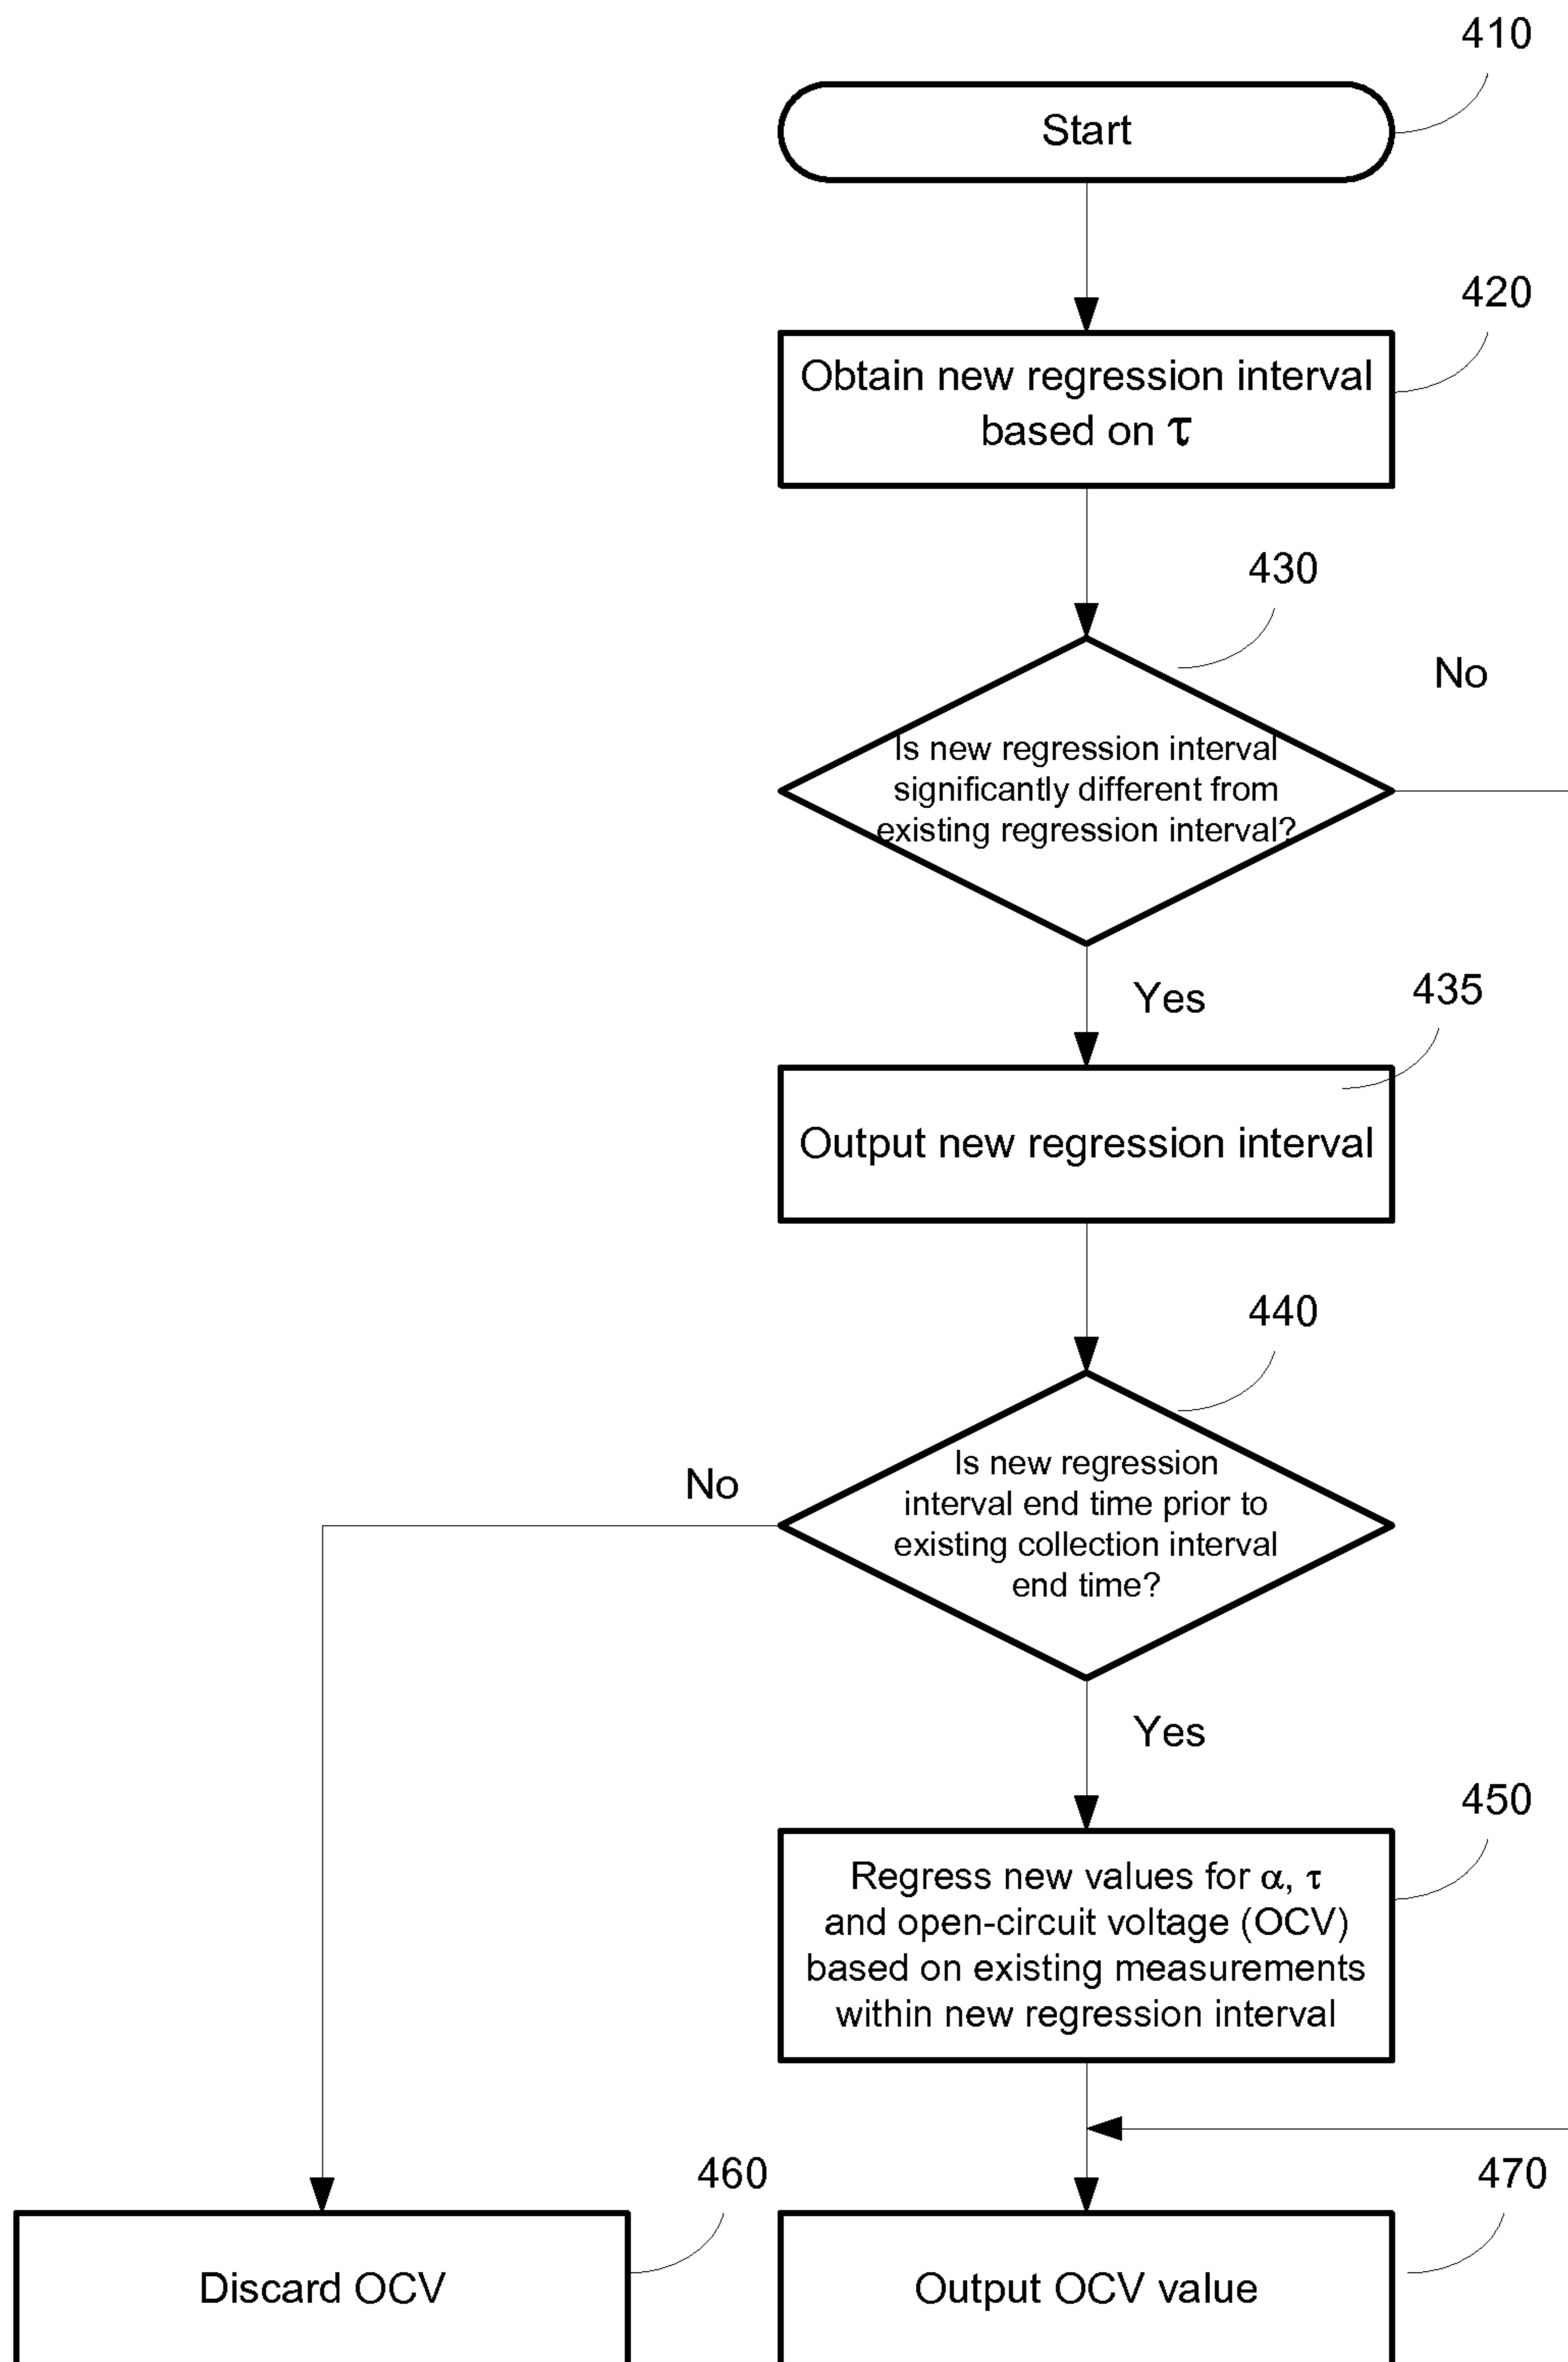 410
Start
420
Obtain new regression interval
based on τ
430
No
Is new regression interval
significantly different from
existing regression interval?
Yes
435
Output new regression interval
440
No
Is new regression
interval end time prior to
existing collection interval
end time?
Yes
450
Regress new values for α, τ
and open-circuit voltage (OCV)
based on existing measurements
within new regression interval
460
470
Discard OCV
Output OCV value